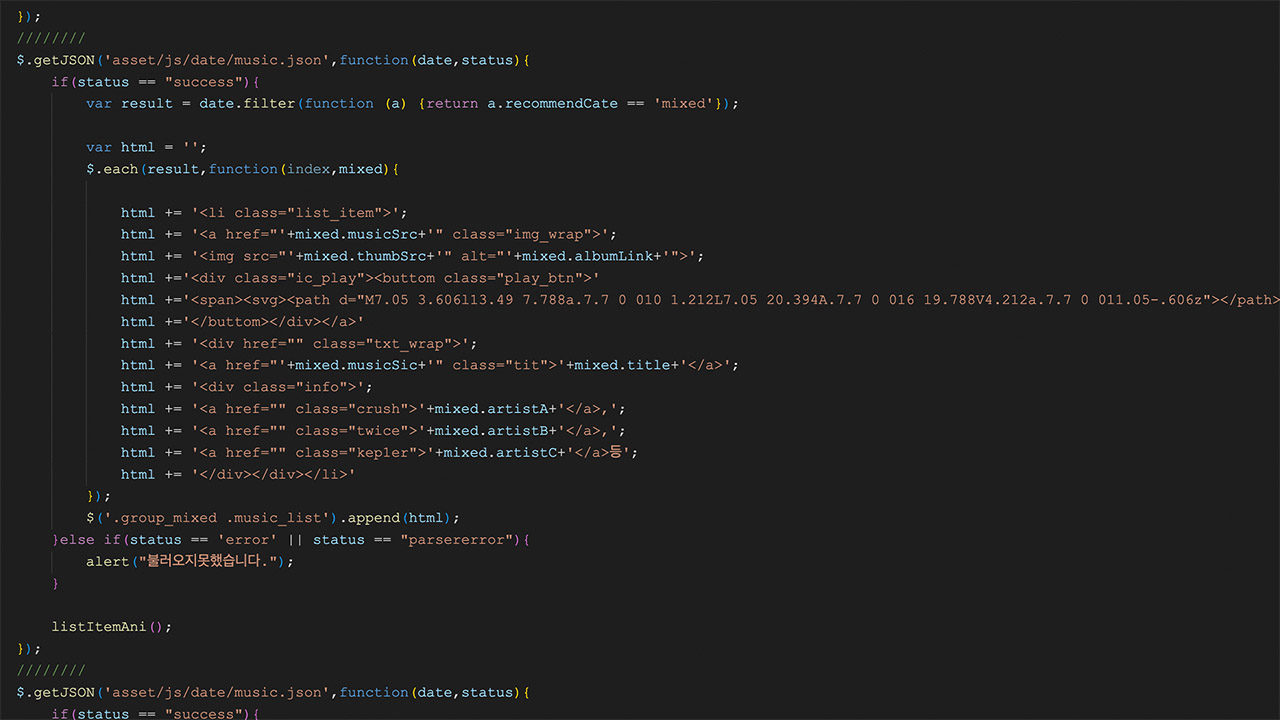 });
////////
$.getJSON('asset/js/date/music.json',function(date,status){
if(status == "success"){
var result = date.filter(function (a) {return a.recommendCate == 'mixed'});
var html = '';
$.each(result,function(index,mixed){
html += '<li class="list_item">';
html += '<a href="'+mixed.musicSrc+'" class="img_wrap">';
html += '<img src="'+mixed.thumbSrc+'" alt="'+mixed.albumLink+'">';
html +='<div class="ic_play"><buttom class="play_btn">'
html +='<span><svg><path d="M7.05 3.606l13.49 7.788a.7.7 0 010 1.212L7.05 20.394A.7.7 0 016 19.788V4.212a.7.7 0 011.05-.606z"></path>
html +='</buttom></div></a>'
html += '<div href="" class="txt_wrap">';
html += '<a href="'+mixed.musicSic+'" class="tit">'+mixed.title+'</a>';
html += '<div class="info">';
html += '<a href="" class="crush">'+mixed.artistA+'</a>,';
html += '<a href="" class="twice">'+mixed.artistB+'</a>,';
html += '<a href="" class="kep1er">'+mixed.artistC+'</a>등';
html += '</div></div></li>'
});
$('.group_mixed .music_list').append(html);
}else if(status == 'error' || status == "parsererror"){
alert("불러오지못했습니다.");
}
listItemAni();
});
////////
$.getJSON('asset/js/date/music.json',function(date,status){
if(status == "success"){